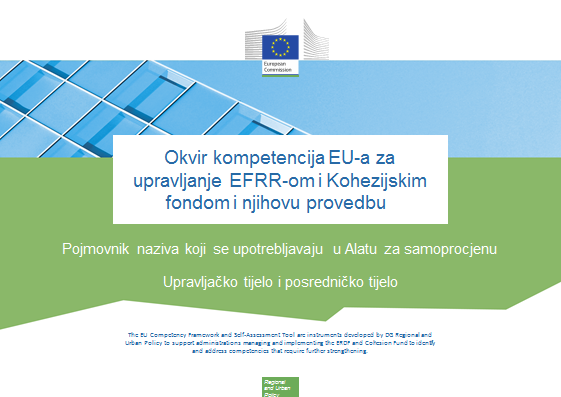 European
Commission
Okvir kompetencija EU-a za
upravljanje EFRR-om i Kohezijskim
fondom i njihovu provedbu
Pojmovnik naziva koji se upotrebljavaju u Alatu za samoprocjenu
Upravljačko tijelo i posredničko tijelo
The EU Competency Framework and Self-Assessment Tool are instruments developed by DG Regional and
Urban Policy to support administrations managing and implementing the ERDF and Cohesion Fund to identify
and address competencies that require further strengthening.
Regional
and Urban
Policy